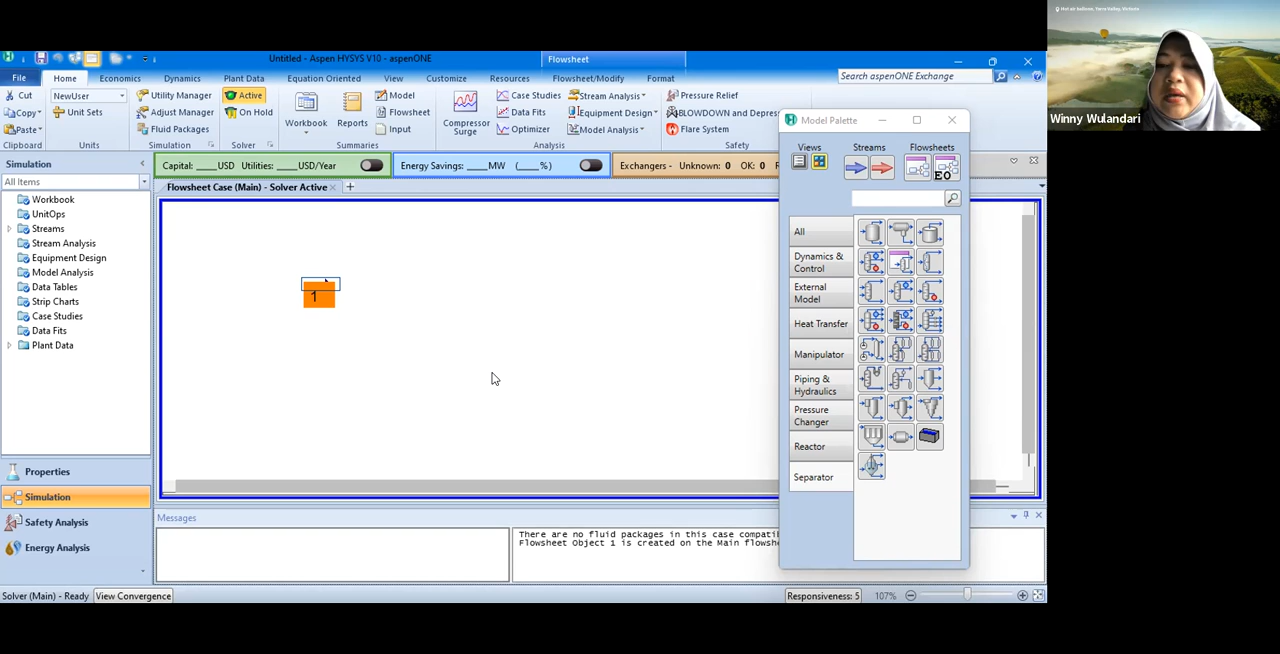 Hot air balloon, Yarra Valley, Victoria
Winny Wulandari
Untitled - Aspen HYSYS V10 - aspenONE
Flowsheet
File Home Economics Dynamics Plant Data Equation Oriented View Customize Resources Flowsheet/Modify Format
Search aspenONE Exchange
Cut
Copy
Paste
Clipboard
NewUser
Unit Sets
Units
Utility Manager
Adjust Manager
Fluid Packages
Simulation
Active
On Hold
Solver
Workbook
Reports
Model
Flowsheet
Input
Summaries
Compressor
Surge
Case Studies
Data Fits
Optimizer
Stream Analysis
Equipment Design
Model Analysis
Analysis
Pressure Relief
BLOWDOWN and Depress
Flare System
Safety
Simulation
All Items
Workbook
UnitOps
Streams
Stream Analysis
Equipment Design
Model Analysis
Data Tables
Strip Charts
Case Studies
Data Fits
Plant Data
Properties
Simulation
Safety Analysis
Energy Analysis
Capital: ____USD Utilities: ____USD/Year
Energy Savings: ____MW (____%)
Exchangers - Unknown: 0 OK: 0
Flowsheet Case (Main) - Solver Active
1
Model Palette
Views Streams Flowsheets
EO
All
Dynamics &
Control
External
Model
Heat Transfer
Manipulator
Piping &
Hydraulics
Pressure
Changer
Reactor
Separator
Messages
There are no fluid packages in this case compati
Flowsheet Object 1 is created on the Main flowshe
Solver (Main) - Ready View Convergence
Responsiveness: 5 107%